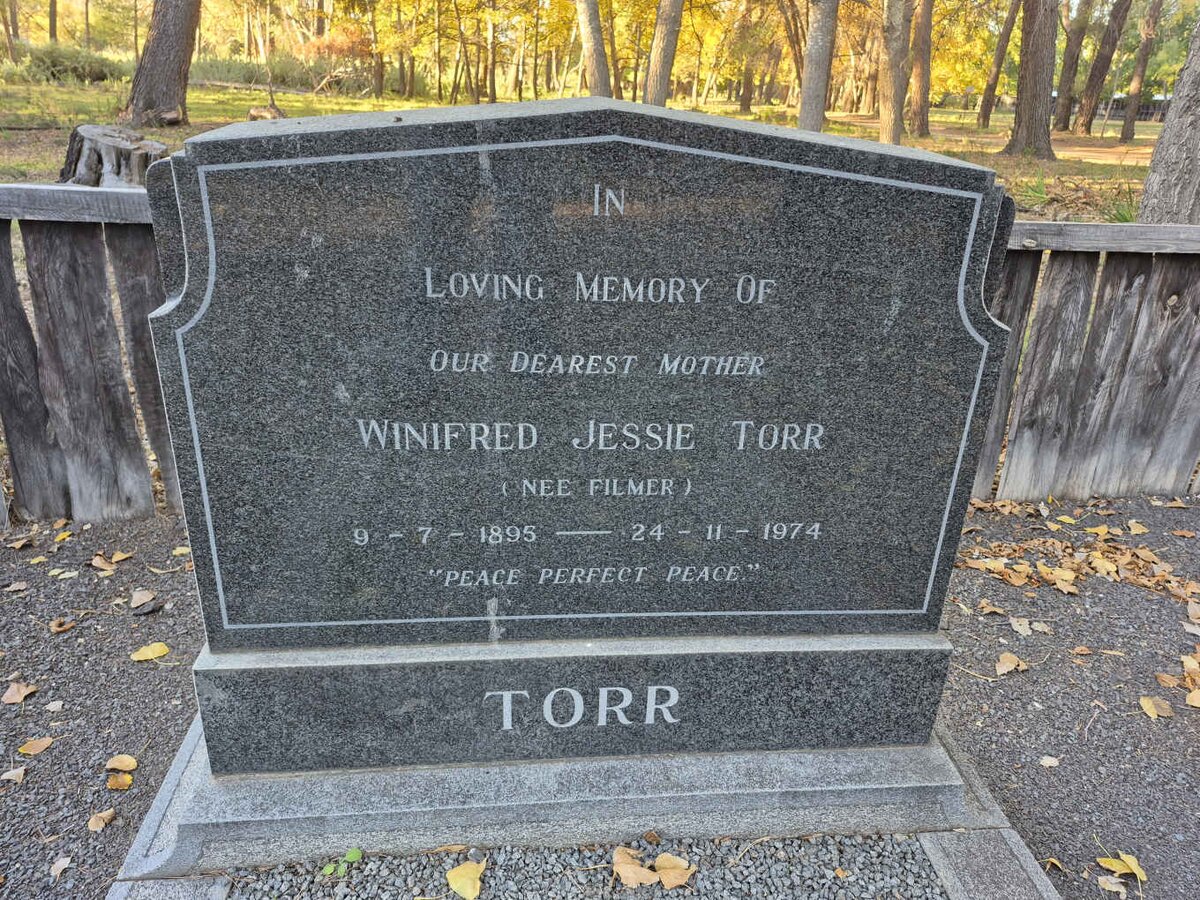 IN
LOVING MEMORY OF
OUR DEAREST MOTHER
WINIFRED JESSIE TORR
( NEE FILMER )
9 - 7 - 1895 — 24 - 11 - 1974
"PEACE PERFECT PEACE"
TORR